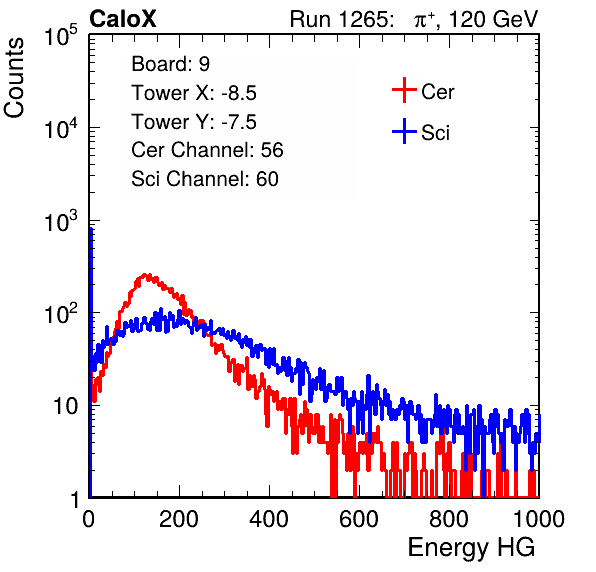 CaloX Run 1265: π⁺, 120 GeV
Board: 9
Tower X: -8.5
Tower Y: -7.5
Cer Channel: 56
Sci Channel: 60
Cer
Sci
Counts
10⁵
10⁴
10³
10²
10
1
0 200 400 600 800 1000
Energy HG